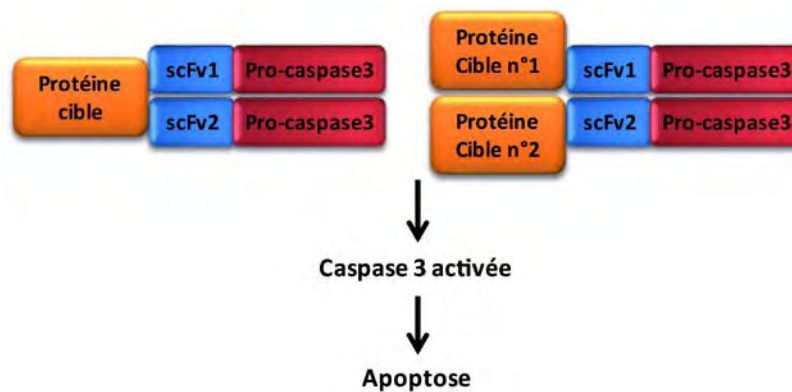 Protéine
cible
scFv1
Pro-caspase3
scFv2
Pro-caspase3
Protéine
Cible n°1
scFv1
Pro-caspase3
Protéine
Cible n°2
scFv2
Pro-caspase3
Caspase 3 activée
Apoptose